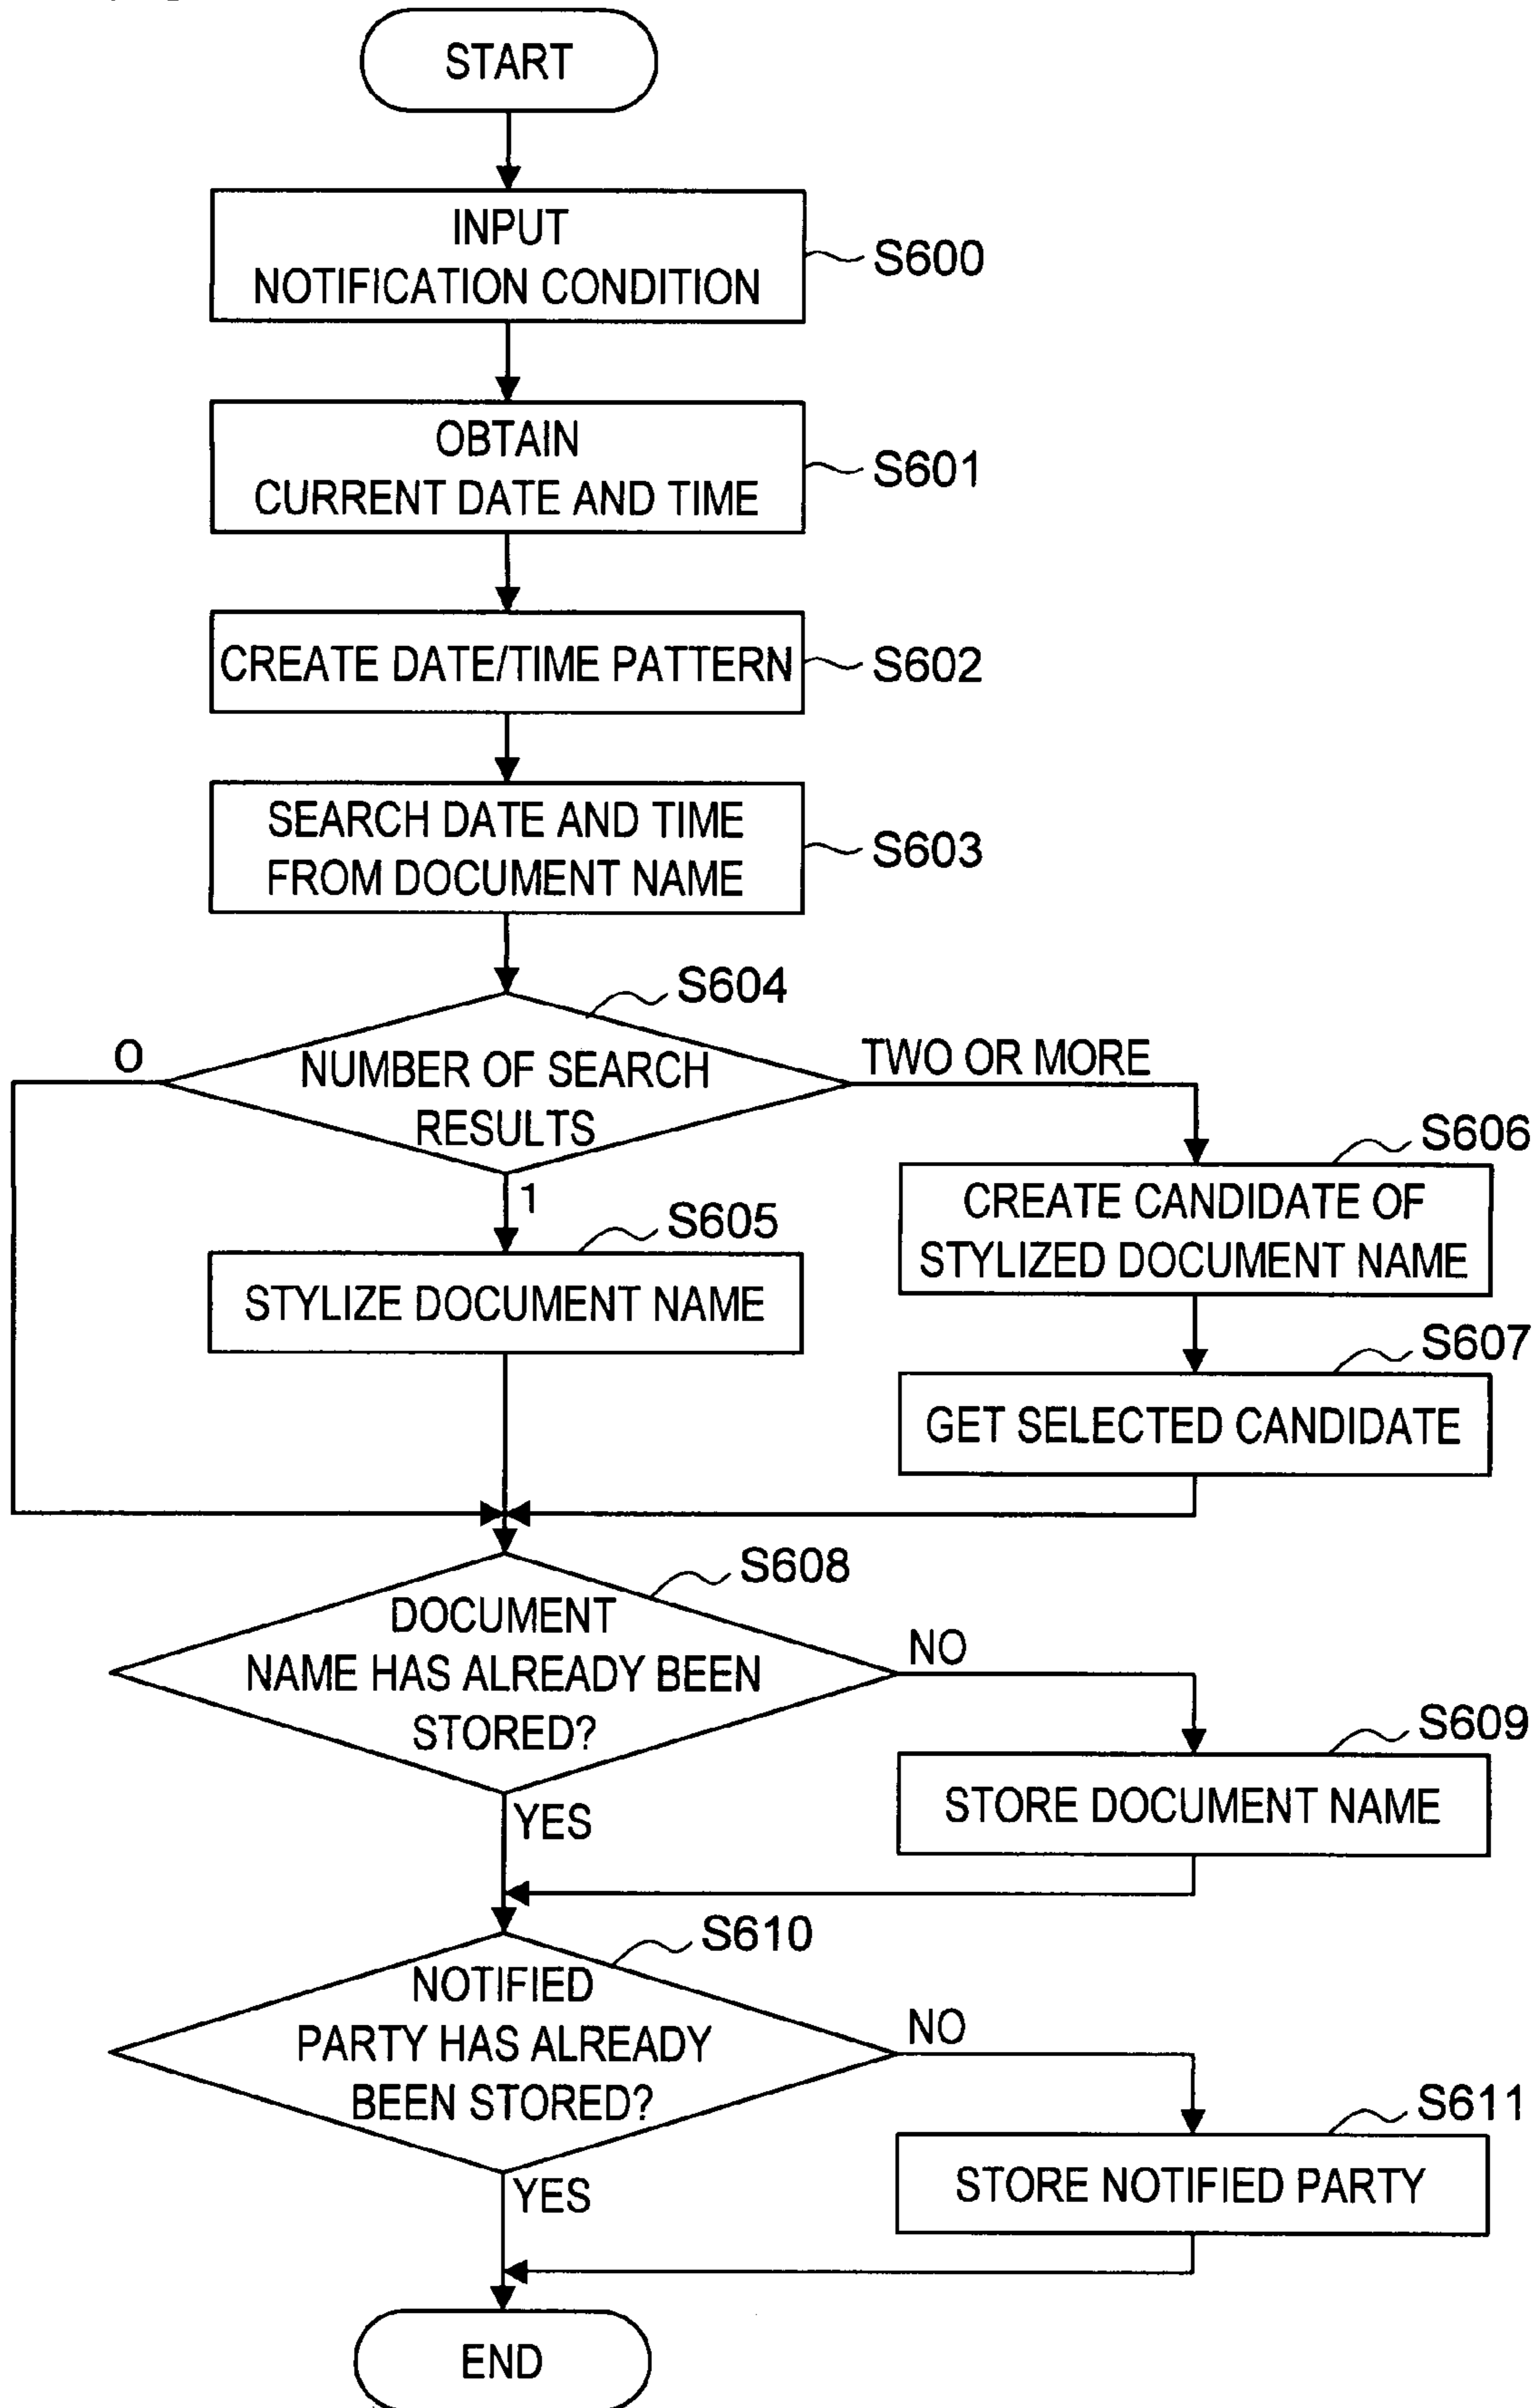 START
INPUT
NOTIFICATION CONDITION
S600
OBTAIN
CURRENT DATE AND TIME
S601
CREATE DATE/TIME PATTERN
S602
SEARCH DATE AND TIME
FROM DOCUMENT NAME
S603
S604
0
NUMBER OF SEARCH
RESULTS
TWO OR MORE
1
S605
STYLIZE DOCUMENT NAME
S606
CREATE CANDIDATE OF
STYLIZED DOCUMENT NAME
S607
GET SELECTED CANDIDATE
S608
DOCUMENT
NAME HAS ALREADY BEEN
STORED?
NO
YES
S609
STORE DOCUMENT NAME
S610
NOTIFIED
PARTY HAS ALREADY
BEEN STORED?
NO
YES
S611
STORE NOTIFIED PARTY
END